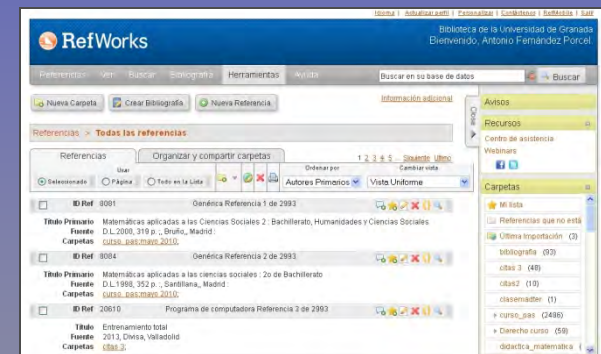 Idioma | Actualizar perfil | Personalizar | Contáctenos | RefMobile | Salir
RefWorks
Biblioteca de la Universidad de Granada
Bienvenido, Antonio Fernández Porcel
Referencias Ver Buscar Bibliografía Herramientas Ayuda
Buscar en su base de datos
Buscar
Nueva Carpeta Crear Bibliografía Nueva Referencia
Información adicional
Close
Referencias > Todas las referencias
Referencias Organizar y compartir carpetas
1 2 3 4 5 .. Siguiente Ultimo
Usar
Seleccionado Página Todo en la Lista
Ordenar por
Autores Primarios
Cambiar vista
Vista Uniforme
ID Ref 8001 Genérica Referencia 1 de 2993
Título Primario Matemáticas aplicadas a las Ciencias Sociales 2 : Bachillerato, Humanidades y Ciencias Sociales
Fuente D.L.2000, 319 p. ;, Bruño,, Madrid :
Carpetas curso_pas:mayo 2010;
ID Ref 8004 Genérica Referencia 2 de 2993
Título Primario Matemáticas aplicadas a las ciencias sociales : 2o de Bachillerato
Fuente D.L.1998, 352 p. ;, Santillana,, Madrid :
Carpetas curso_pas:mayo 2010;
ID Ref 20610 Programa de computadora Referencia 3 de 2993
Título Entrenamiento total
Fuente 2013, Divisa, Valladolid
Carpetas citas 3;
Avisos
Recursos
Centro de asistencia
Webinars
Carpetas
Mi lista
Referencias que no está
Última Importación (3)
bibliografia (93)
citas 3 (48)
citas2 (10)
clasemadter (1)
curso_pas (2486)
Derecho curso (59)
didactica_matematica (